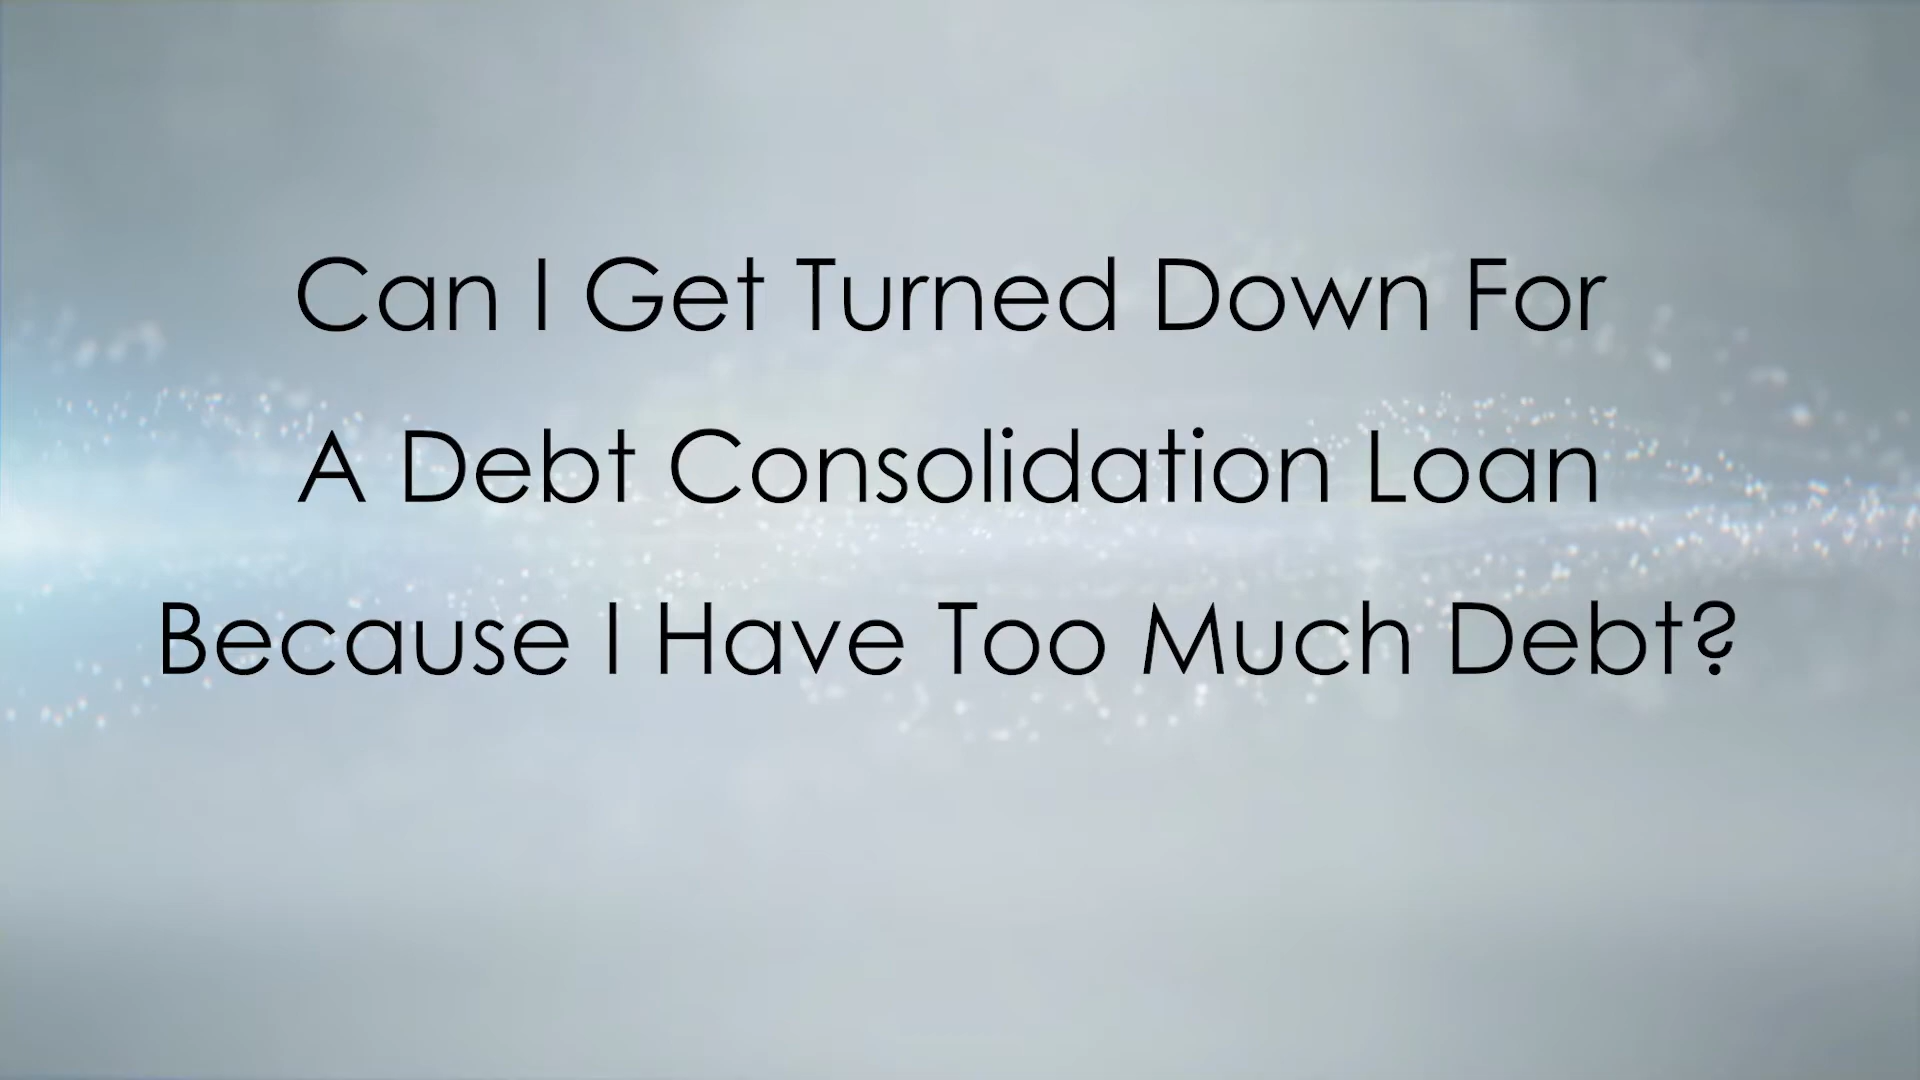 Can I Get Turned Down For
A Debt Consolidation Loan
Because I Have Too Much Debt?